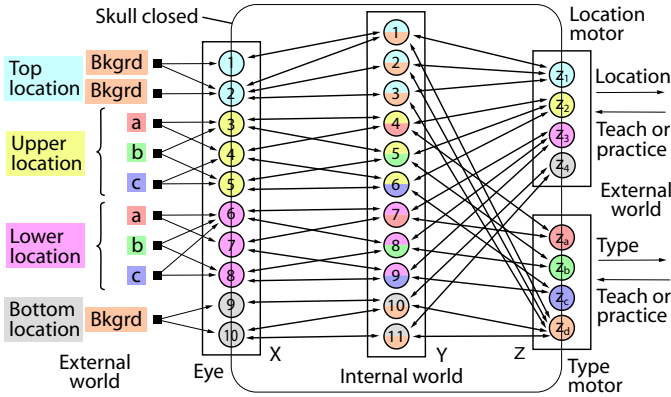 Skull closed
Location
motor
Top
location
Bkgrd
Bkgrd
Upper
location
a
b
c
Lower
location
a
b
c
Bottom
location
Bkgrd
External
world
Eye
1
2
3
4
5
6
7
8
9
10
X
1
2
3
4
5
6
7
8
9
10
11
Y
Internal world
z1
z2
z3
z4
Location
Teach or
practice
External
world
za
zb
zc
zd
Z
Type
Teach or
practice
Type
motor